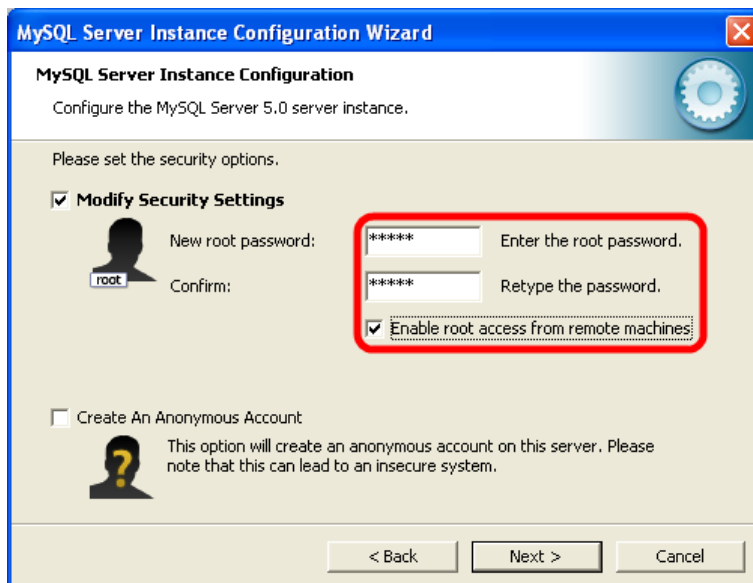 MySQL Server Instance Configuration Wizard
MySQL Server Instance Configuration
Configure the MySQL Server 5.0 server instance.
Please set the security options.
Modify Security Settings
New root password: ***** Enter the root password.
root
Confirm: ***** Retype the password.
Enable root access from remote machines
Create An Anonymous Account
This option will create an anonymous account on this server. Please
note that this can lead to an insecure system.
< Back Next > Cancel